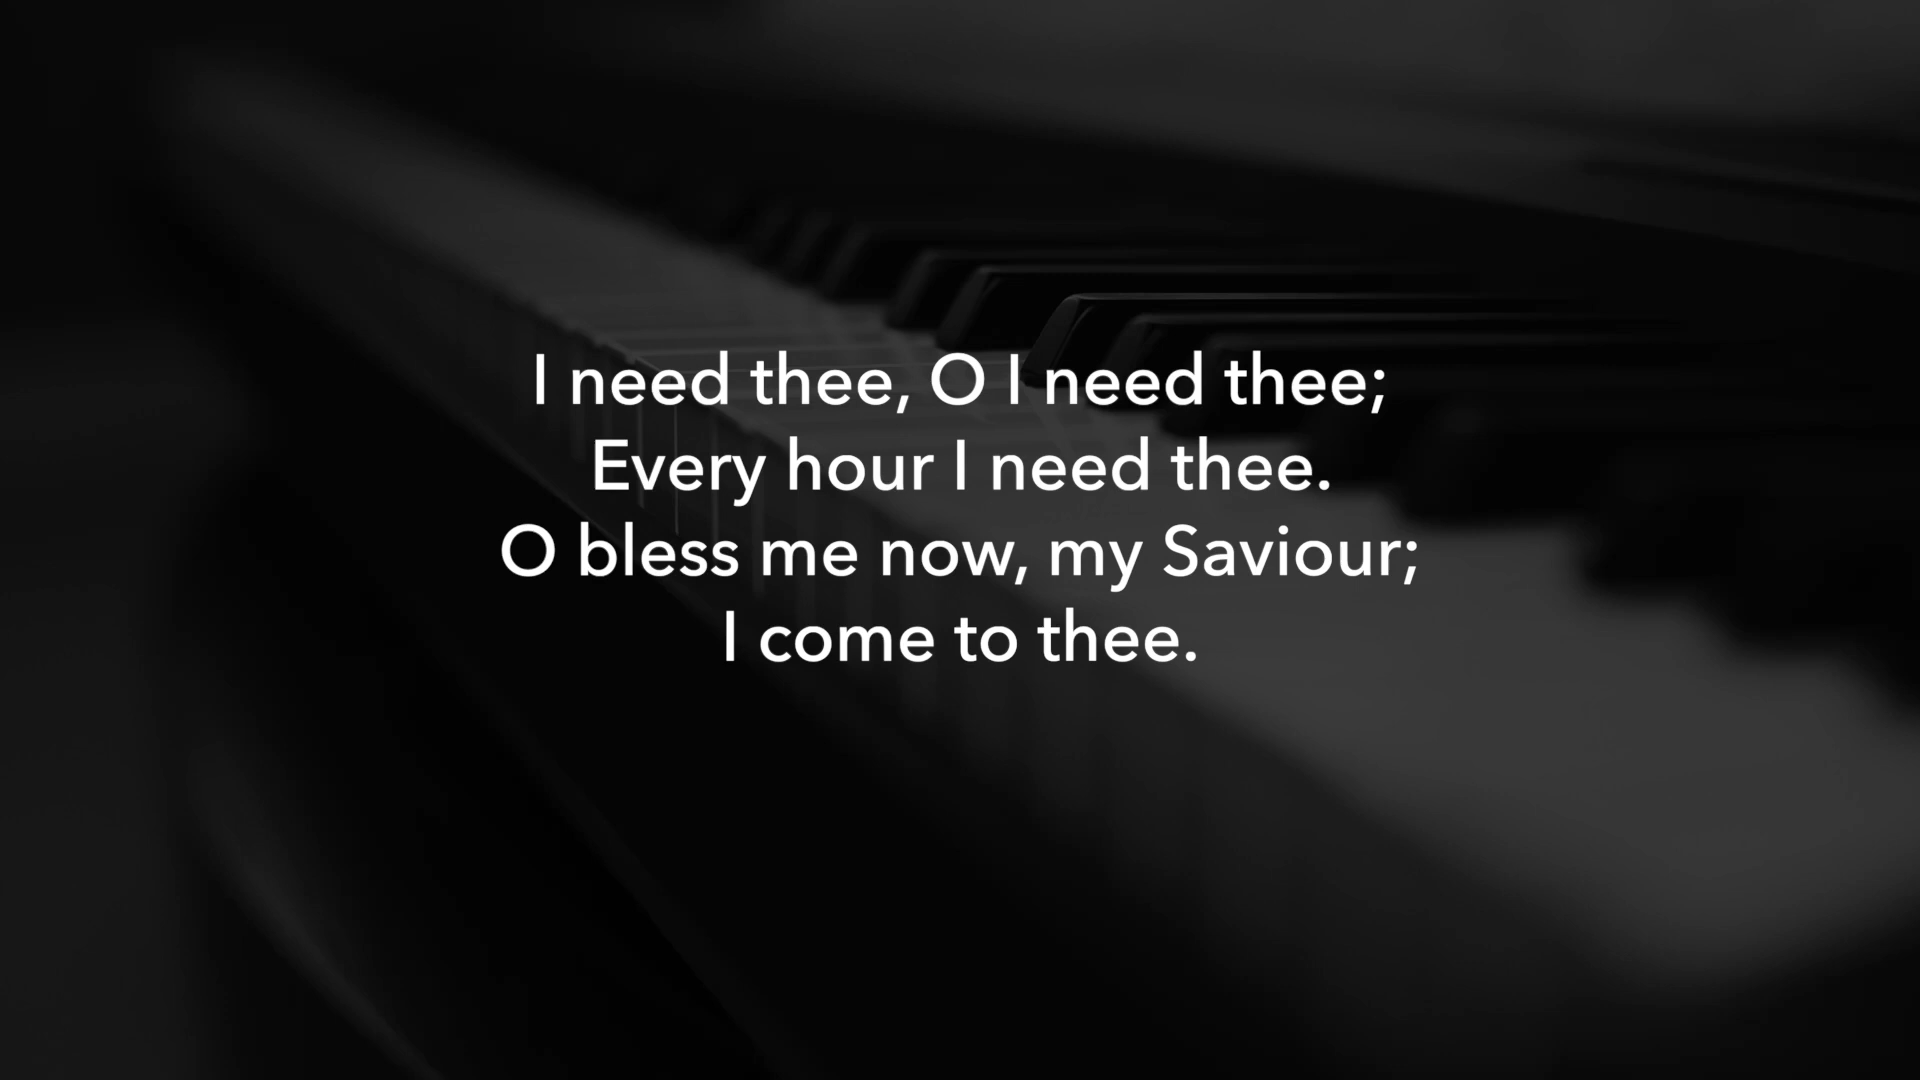 I need thee, O I need thee;
Every hour I need thee.
O bless me now, my Saviour;
I come to thee.